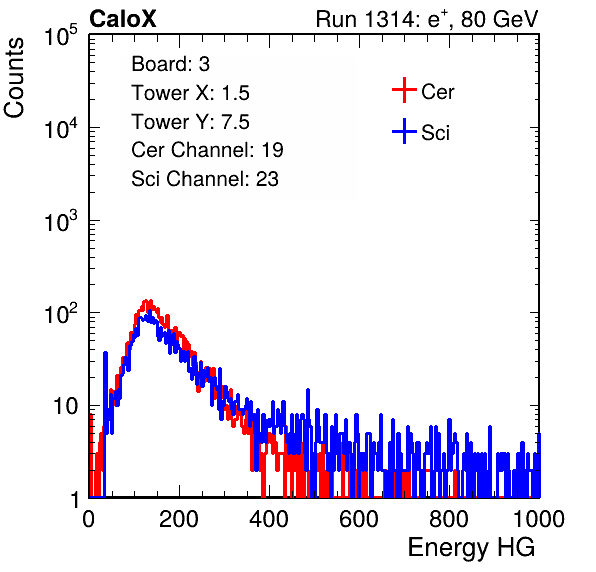 CaloX Run 1314: e⁺, 80 GeV
Counts
10⁵
10⁴
10³
10²
10
1
Board: 3
Tower X: 1.5
Tower Y: 7.5
Cer Channel: 19
Sci Channel: 23
Cer
Sci
0 200 400 600 800 1000
Energy HG